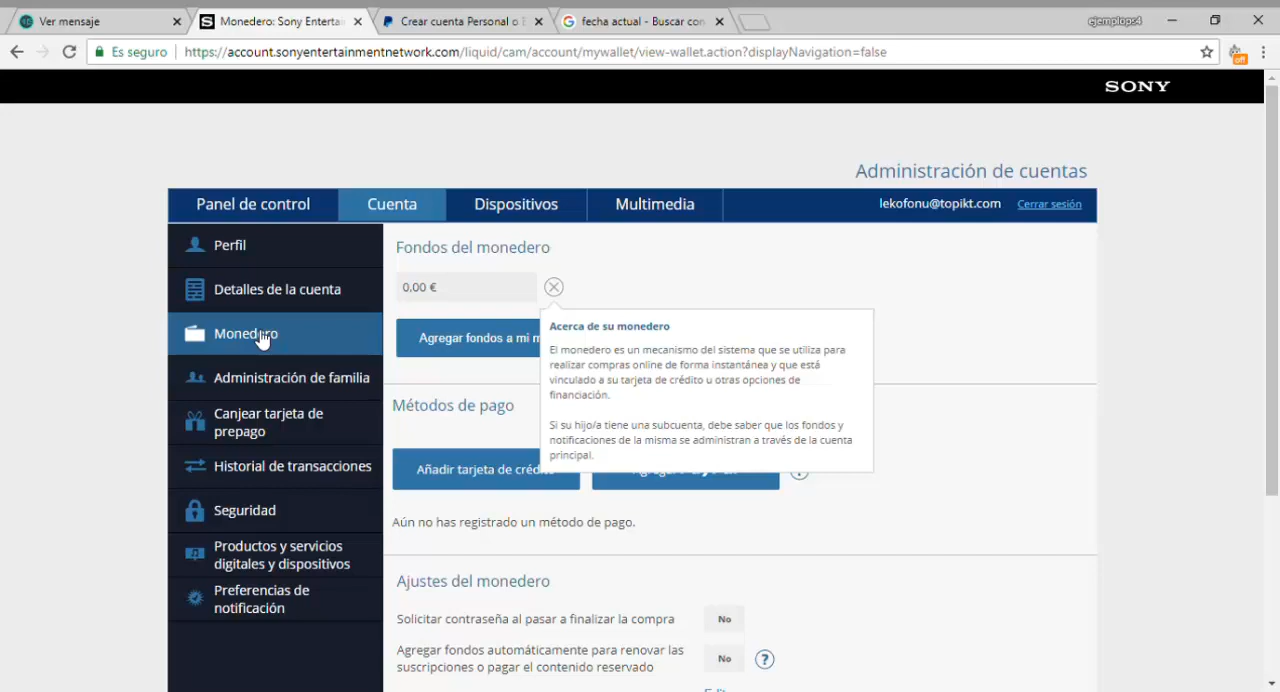 Ver mensaje
Monedero: Sony Enterta
Crear cuenta Personal o
fecha actual - Buscar con
ejemplops4
Es seguro
https://account.sonyentertainmentnetwork.com/liquid/cam/account/mywallet/view-wallet.action?displayNavigation=false
off
SONY
Administración de cuentas
Panel de control
Cuenta
Dispositivos
Multimedia
lekofonu@topikt.com
Cerrar sesión
Perfil
Detalles de la cuenta
Monedero
Administración de familia
Canjear tarjeta de
prepago
Historial de transacciones
Seguridad
Productos y servicios
digitales y dispositivos
Preferencias de
notificación
Fondos del monedero
0,00 €
Agregar fondos a mi m
Acerca de su monedero
El monedero es un mecanismo del sistema que se utiliza para
realizar compras online de forma instantánea y que está
vinculado a su tarjeta de crédito u otras opciones de
financiación.
Si su hijo/a tiene una subcuenta, debe saber que los fondos y
notificaciones de la misma se administran a través de la cuenta
principal.
Métodos de pago
Añadir tarjeta de crédito
Aún no has registrado un método de pago.
Ajustes del monedero
Solicitar contraseña al pasar a finalizar la compra
No
Agregar fondos automáticamente para renovar las
suscripciones o pagar el contenido reservado
No
?